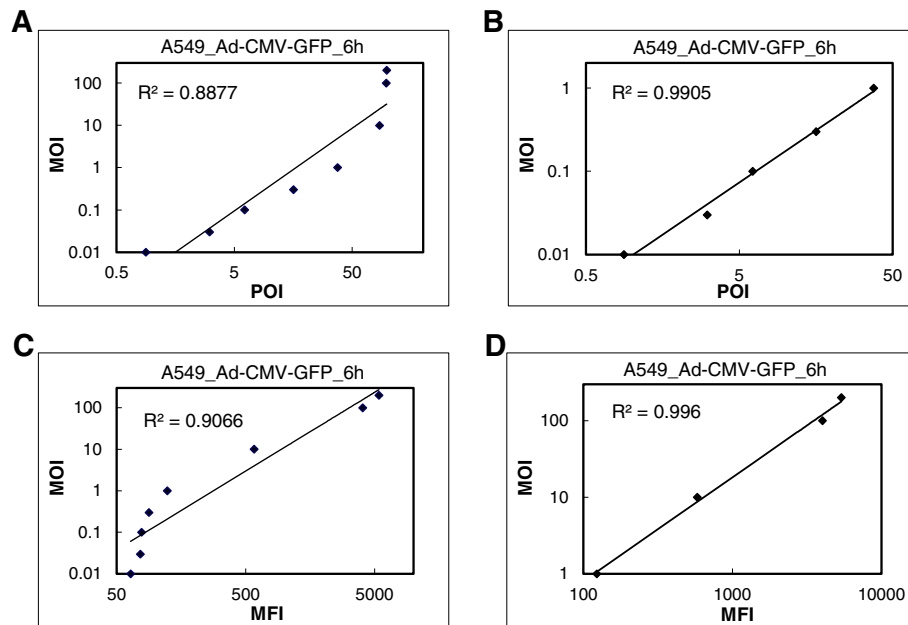 A
A549_Ad-CMV-GFP_6h
R² = 0.8877
MOI
100
10
1
0.1
0.01
0.5
5
50
POI
B
A549_Ad-CMV-GFP_6h
R² = 0.9905
MOI
1
0.1
0.01
0.5
5
50
POI
C
A549_Ad-CMV-GFP_6h
R² = 0.9066
MOI
100
10
1
0.1
0.01
50
500
5000
MFI
D
A549_Ad-CMV-GFP_6h
R² = 0.996
MOI
100
10
1
100
1000
10000
MFI